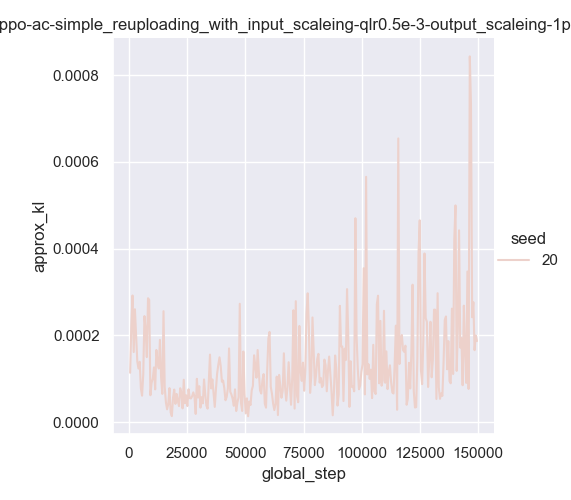 ppo-ac-simple_reuploading_with_input_scaleing-qlr0.5e-3-output_scaleing-1p
0.0008
0.0006
0.0004
0.0002
0.0000
approx_kl
0 25000 50000 75000 100000 125000 150000
global_step
seed
20